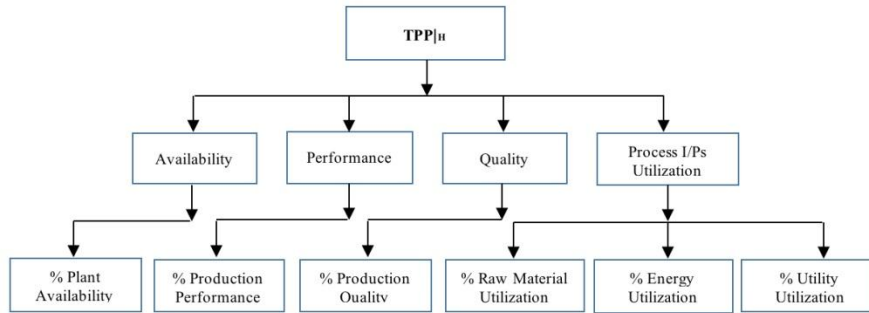 TPP|H
Availability
Performance
Quality
Process I/Ps
Utilization
% Plant
Availability
% Production
Performance
% Production
Quality
% Raw Material
Utilization
% Energy
Utilization
% Utility
Utilization